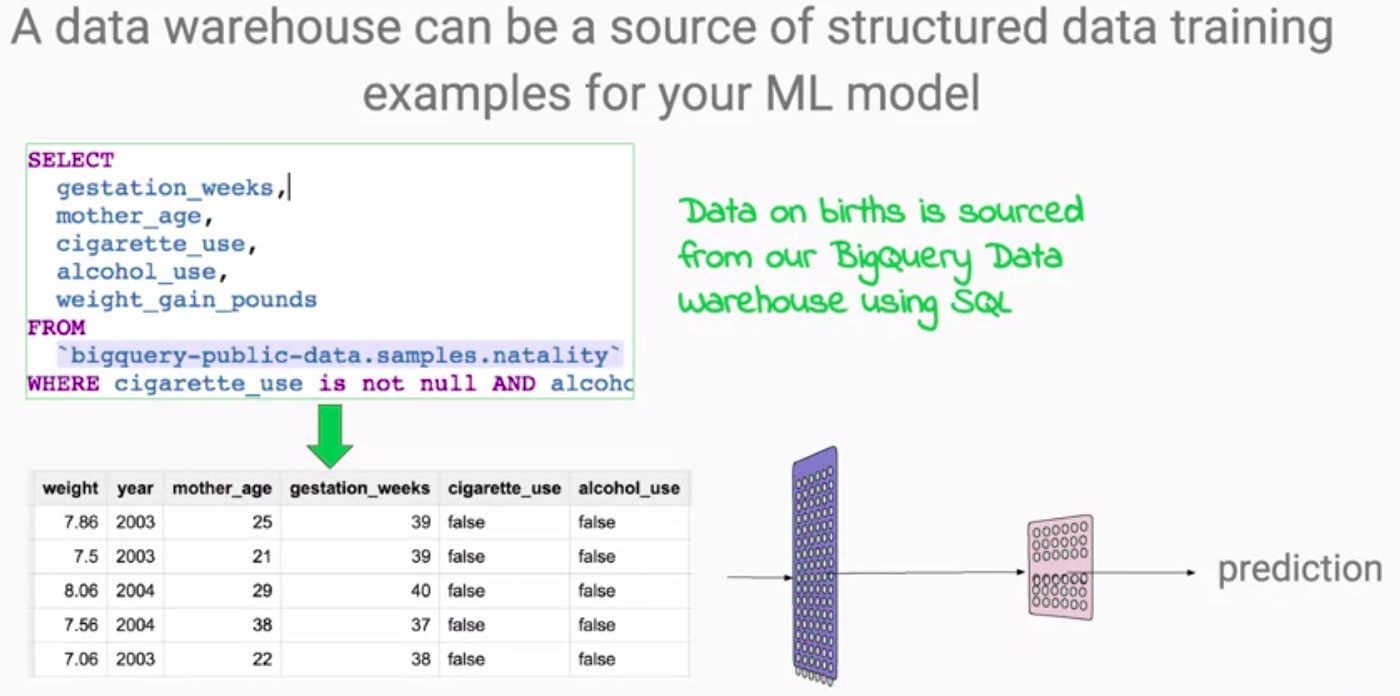 A data warehouse can be a source of structured data training
examples for your ML model
SELECT
gestation_weeks,
mother_age,
cigarette_use,
alcohol_use,
weight_gain_pounds
FROM
`bigquery-public-data.samples.natality`
WHERE cigarette_use is not null AND alcoho
Data on births is sourced
from our BigQuery Data
warehouse using SQL
weight year mother_age gestation_weeks cigarette_use alcohol_use
7.86 2003 25 39 false false
7.5 2003 21 39 false false
8.06 2004 29 40 false false
7.56 2004 38 37 false false
7.06 2003 22 38 false false
prediction